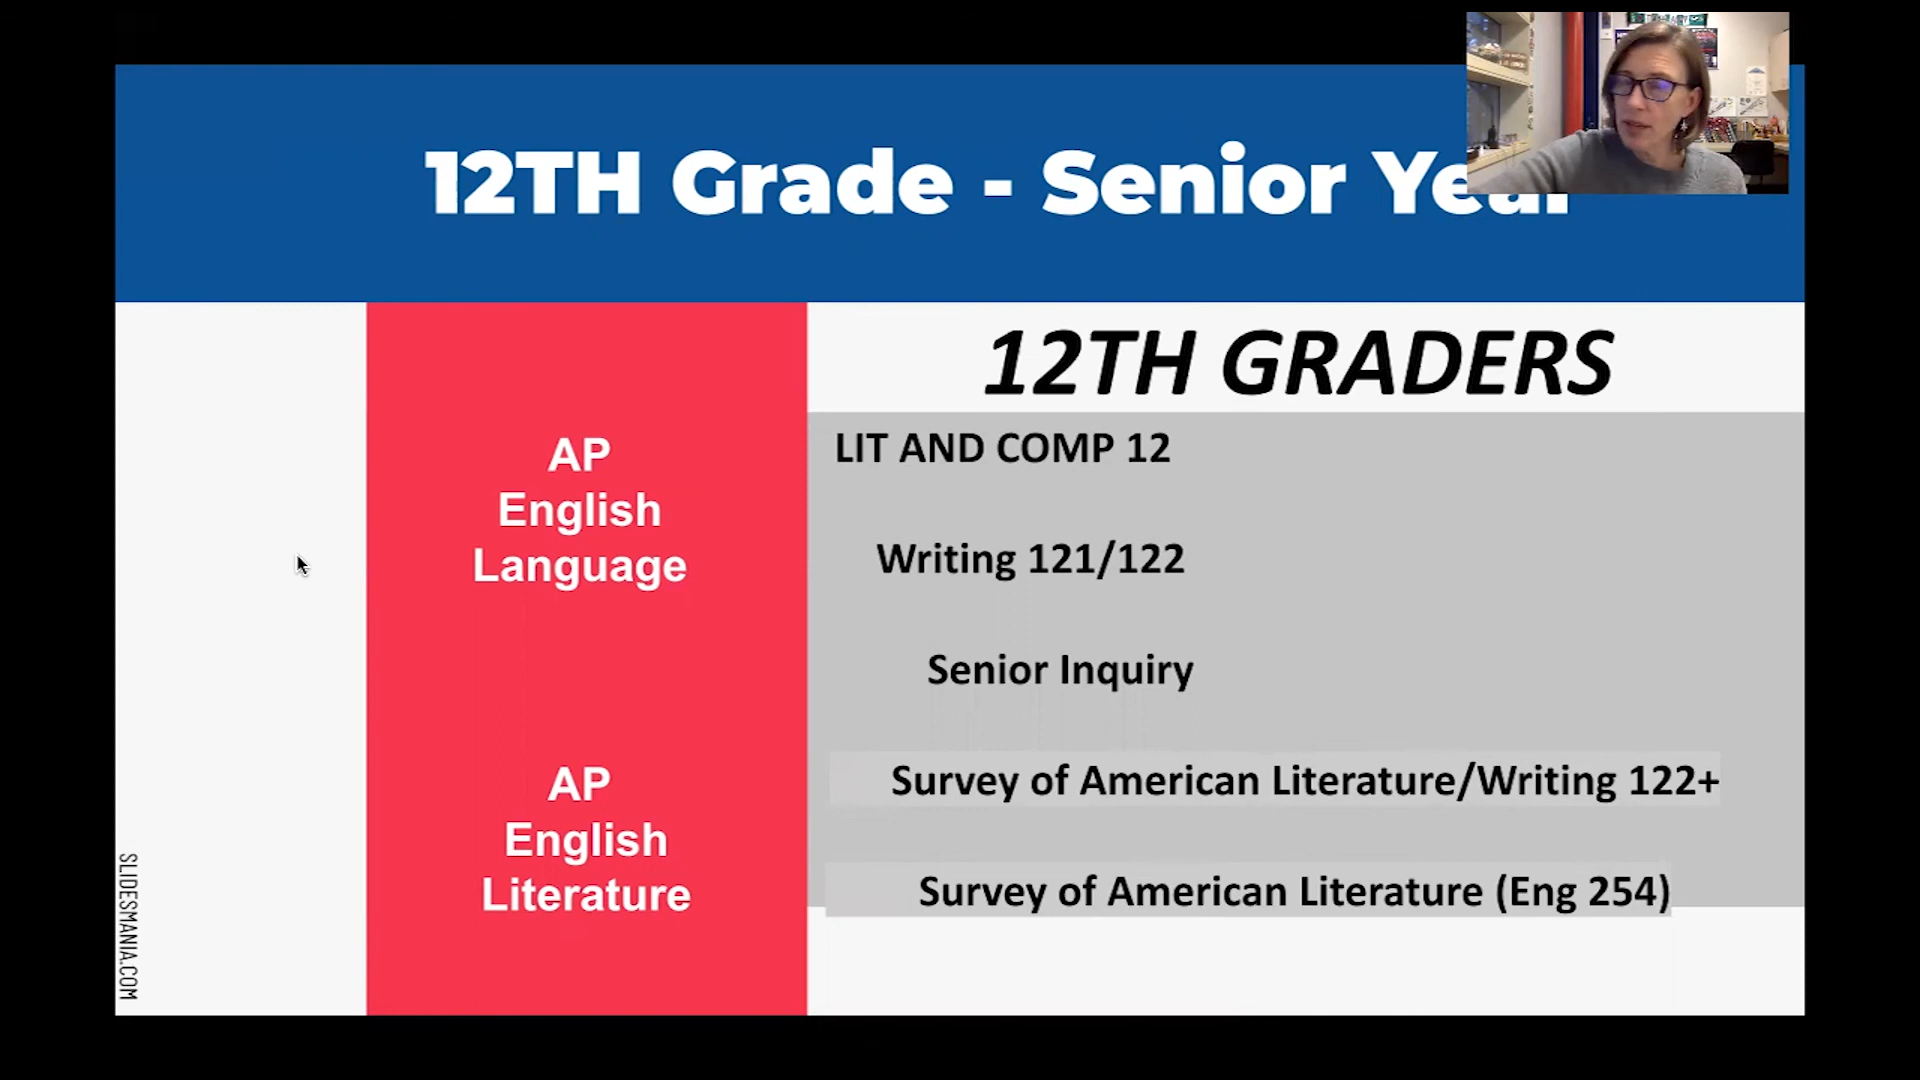 12TH Grade - Senior Year
12TH GRADERS
AP
English
Language
AP
English
Literature
LIT AND COMP 12
Writing 121/122
Senior Inquiry
Survey of American Literature/Writing 122+
Survey of American Literature (Eng 254)
SLIDESMANIA.COM